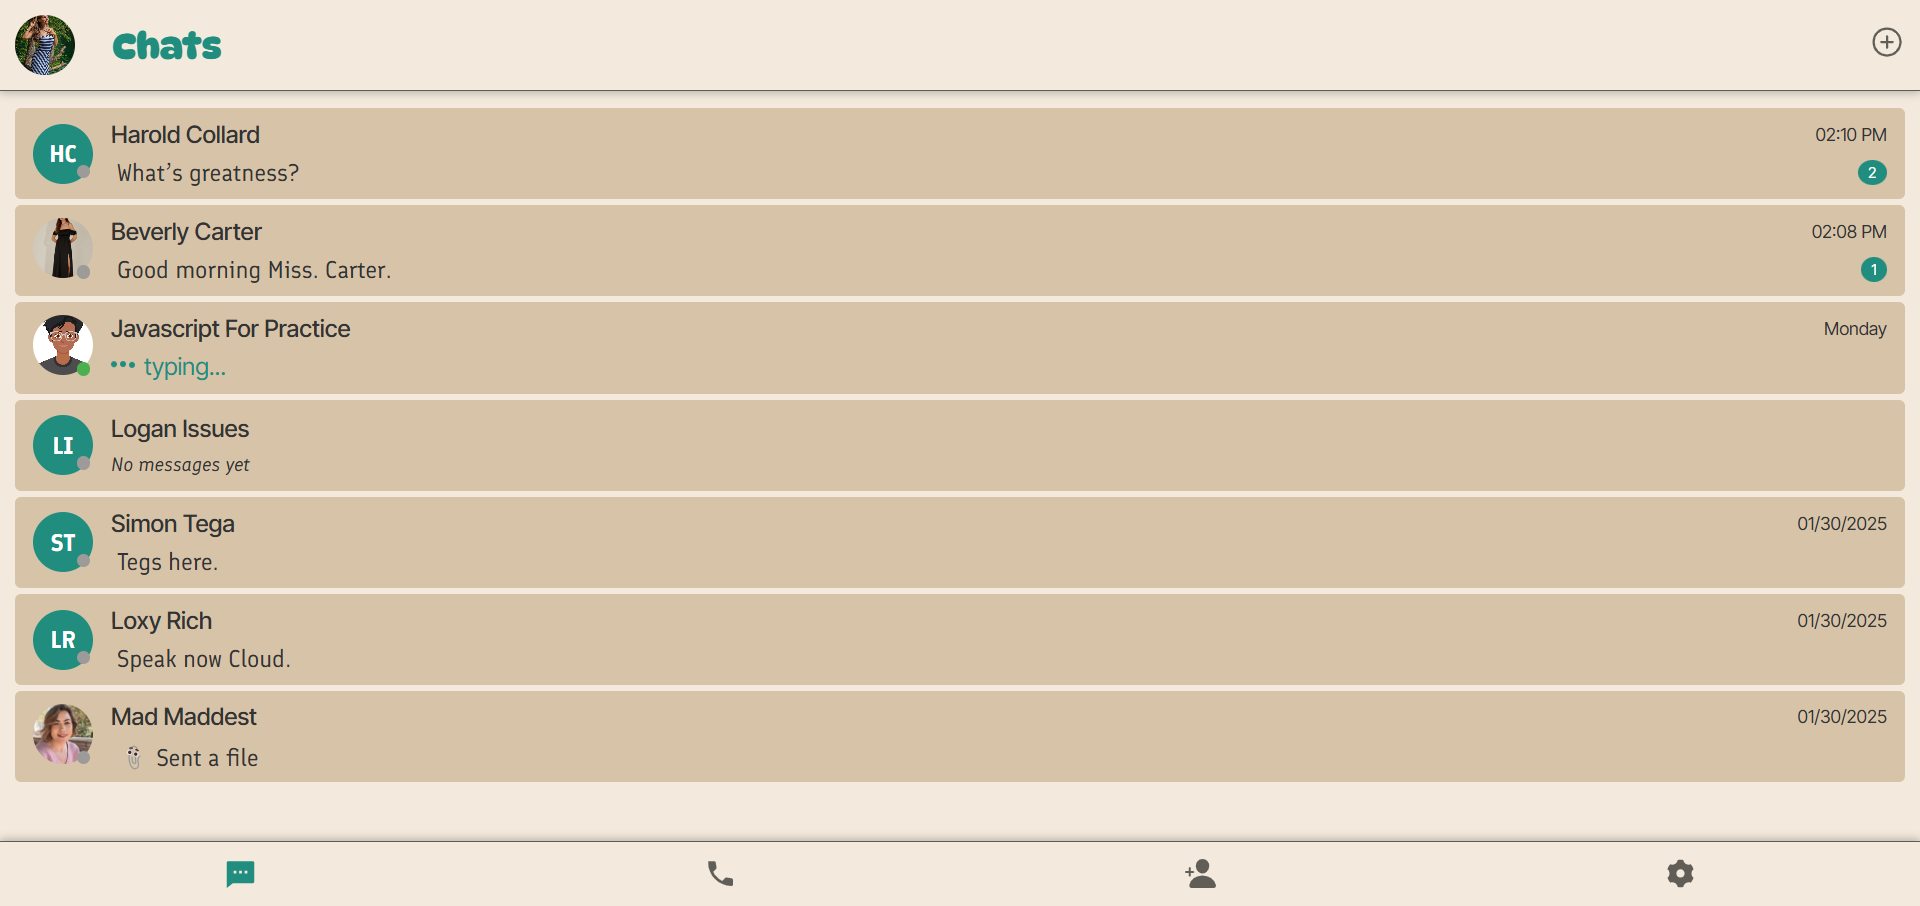 Chats
HC
Harold Collard
02:10 PM
What’s greatness?
2
Beverly Carter
02:08 PM
Good morning Miss. Carter.
1
Javascript For Practice
Monday
••• typing...
LI
Logan Issues
No messages yet
ST
Simon Tega
01/30/2025
Tegs here.
LR
Loxy Rich
01/30/2025
Speak now Cloud.
Mad Maddest
01/30/2025
Sent a file